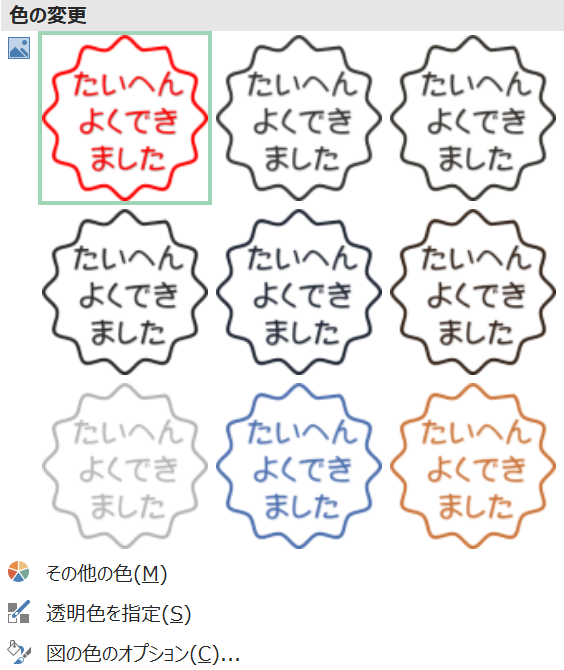 色の変更
たいへん
よくでき
ました
たいへん
よくでき
ました
たいへん
よくでき
ました
たいへん
よくでき
ました
たいへん
よくでき
ました
たいへん
よくでき
ました
たいへん
よくでき
ました
たいへん
よくでき
ました
たいへん
よくでき
ました
その他の色(M)
透明色を指定(S)
図の色のオプション(C)...